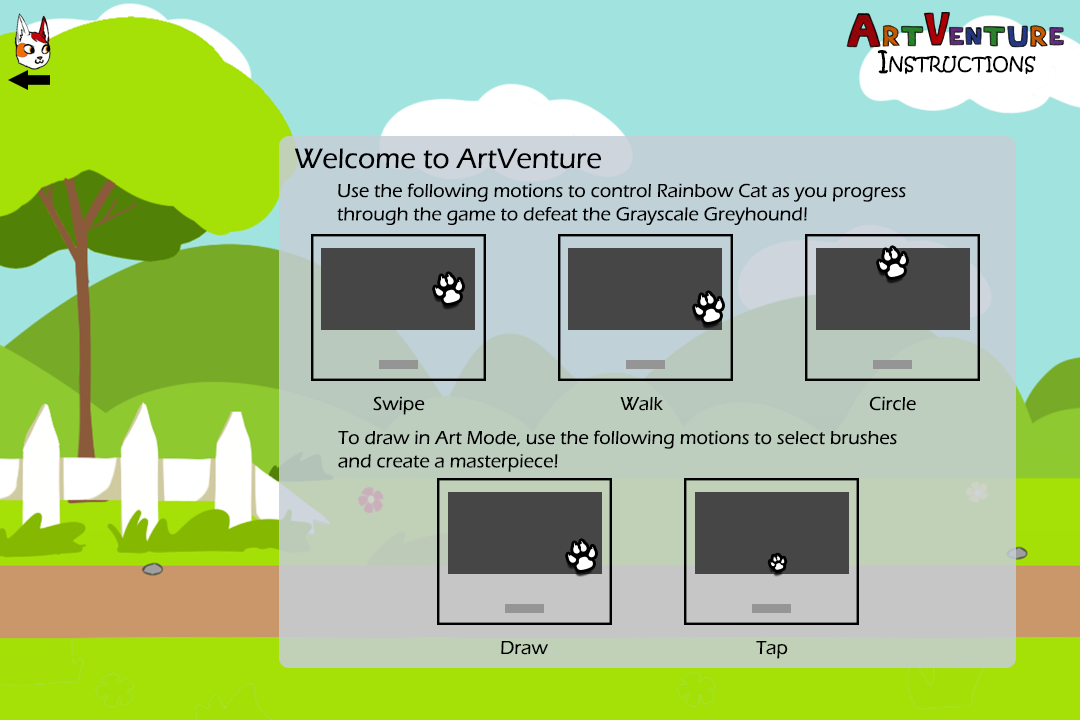 ArtVenture
Instructions
Welcome to ArtVenture
Use the following motions to control Rainbow Cat as you progress
through the game to defeat the Grayscale Greyhound!
Swipe Walk Circle
To draw in Art Mode, use the following motions to select brushes
and create a masterpiece!
Draw Tap